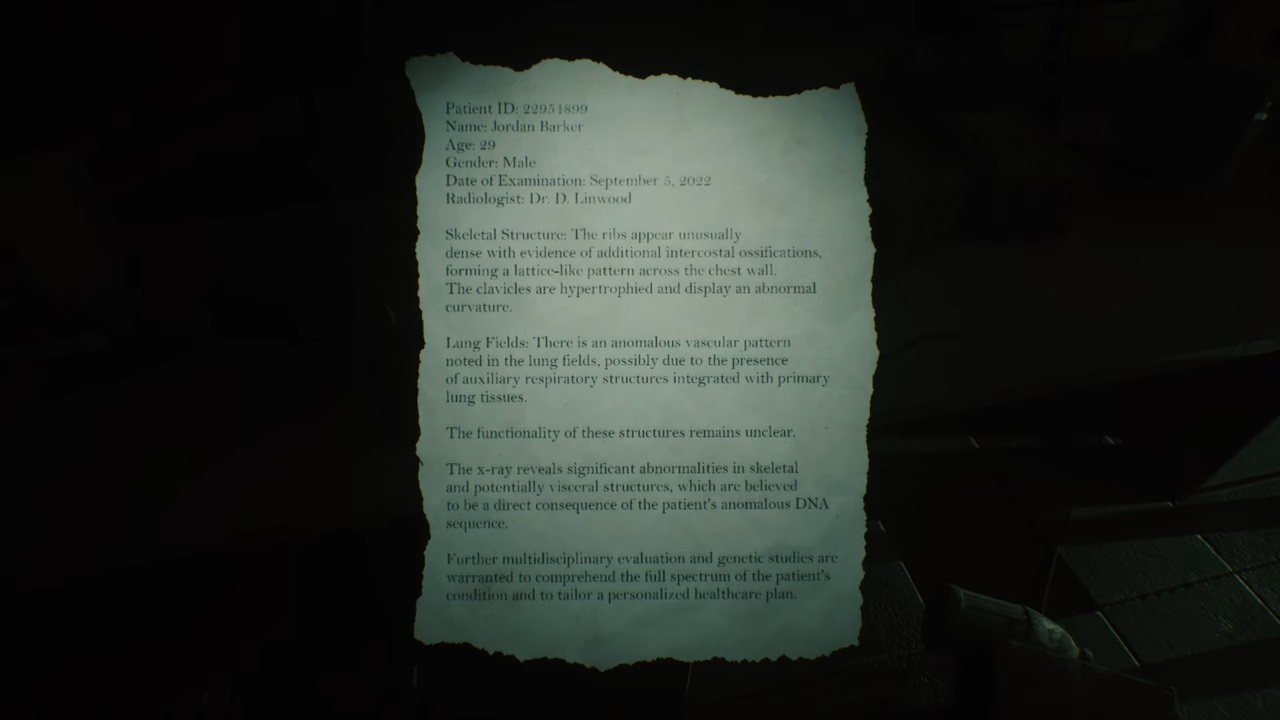 Patient ID: 22954899
Name: Jordan Barker
Age: 29
Gender: Male
Date of Examination: September 5, 2022
Radiologist: Dr. D. Linwood
Skeletal Structure: The ribs appear unusually
dense with evidence of additional intercostal ossifications,
forming a lattice-like pattern across the chest wall.
The clavicles are hypertrophied and display an abnormal
curvature.
Lung Fields: There is an anomalous vascular pattern
noted in the lung fields, possibly due to the presence
of auxiliary respiratory structures integrated with primary
lung tissues.
The functionality of these structures remains unclear.
The x-ray reveals significant abnormalities in skeletal
and potentially visceral structures, which are believed
to be a direct consequence of the patient's anomalous DNA
sequence.
Further multidisciplinary evaluation and genetic studies are
warranted to comprehend the full spectrum of the patient's
condition and to tailor a personalized healthcare plan.